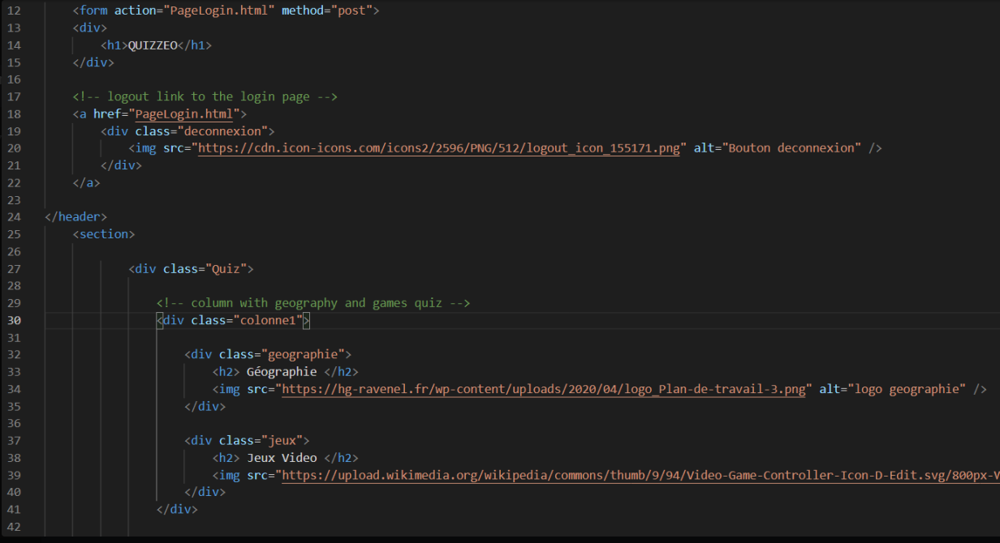 12 <form action="PageLogin.html" method="post">
13 <div>
14 <h1>QUIZZEO</h1>
15 </div>
16
17 <!-- logout link to the login page -->
18 <a href="PageLogin.html">
19 <div class="deconnexion">
20 <img src="https://cdn.icon-icons.com/icons2/2596/PNG/512/logout_icon_155171.png" alt="Bouton deconnexion" />
21 </div>
22 </a>
23
24 </header>
25 <section>
26
27 <div class="Quiz">
28
29 <!-- column with geography and games quiz -->
30 <div class="colonne1">
31
32 <div class="geographie">
33 <h2> Géographie </h2>
34 <img src="https://hg-ravenel.fr/wp-content/uploads/2020/04/logo_Plan-de-travail-3.png" alt="logo geographie" />
35 </div>
36
37 <div class="jeux">
38 <h2> Jeux Video </h2>
39 <img src="https://upload.wikimedia.org/wikipedia/commons/thumb/9/94/Video-Game-Controller-Icon-D-Edit.svg/800px-V
40 </div>
41 </div>
42